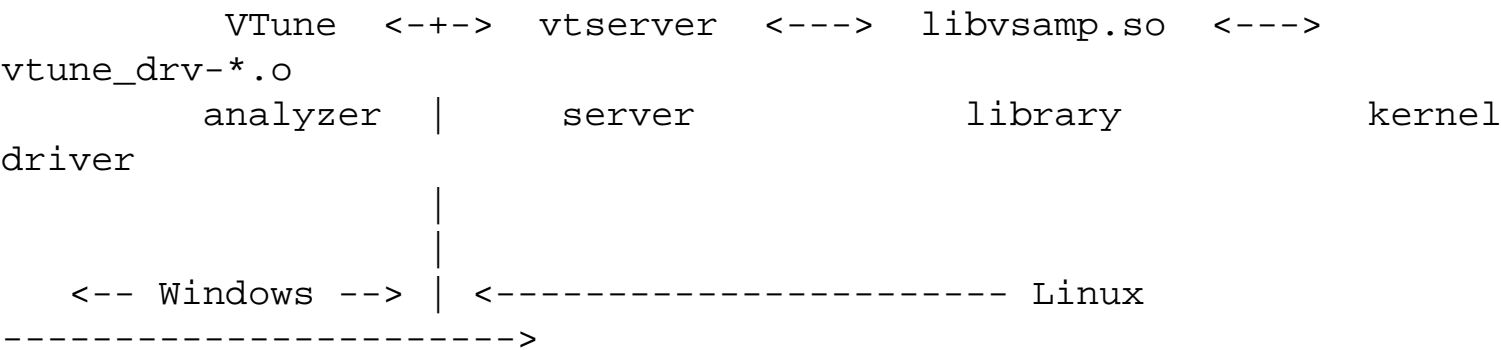 VTune <-+-> vtserver <---> libvsamp.so <--->
vtune_drv-*.o
analyzer | server library kernel
driver
|
|
<-- Windows --> | <----------------------- Linux
----------------------->